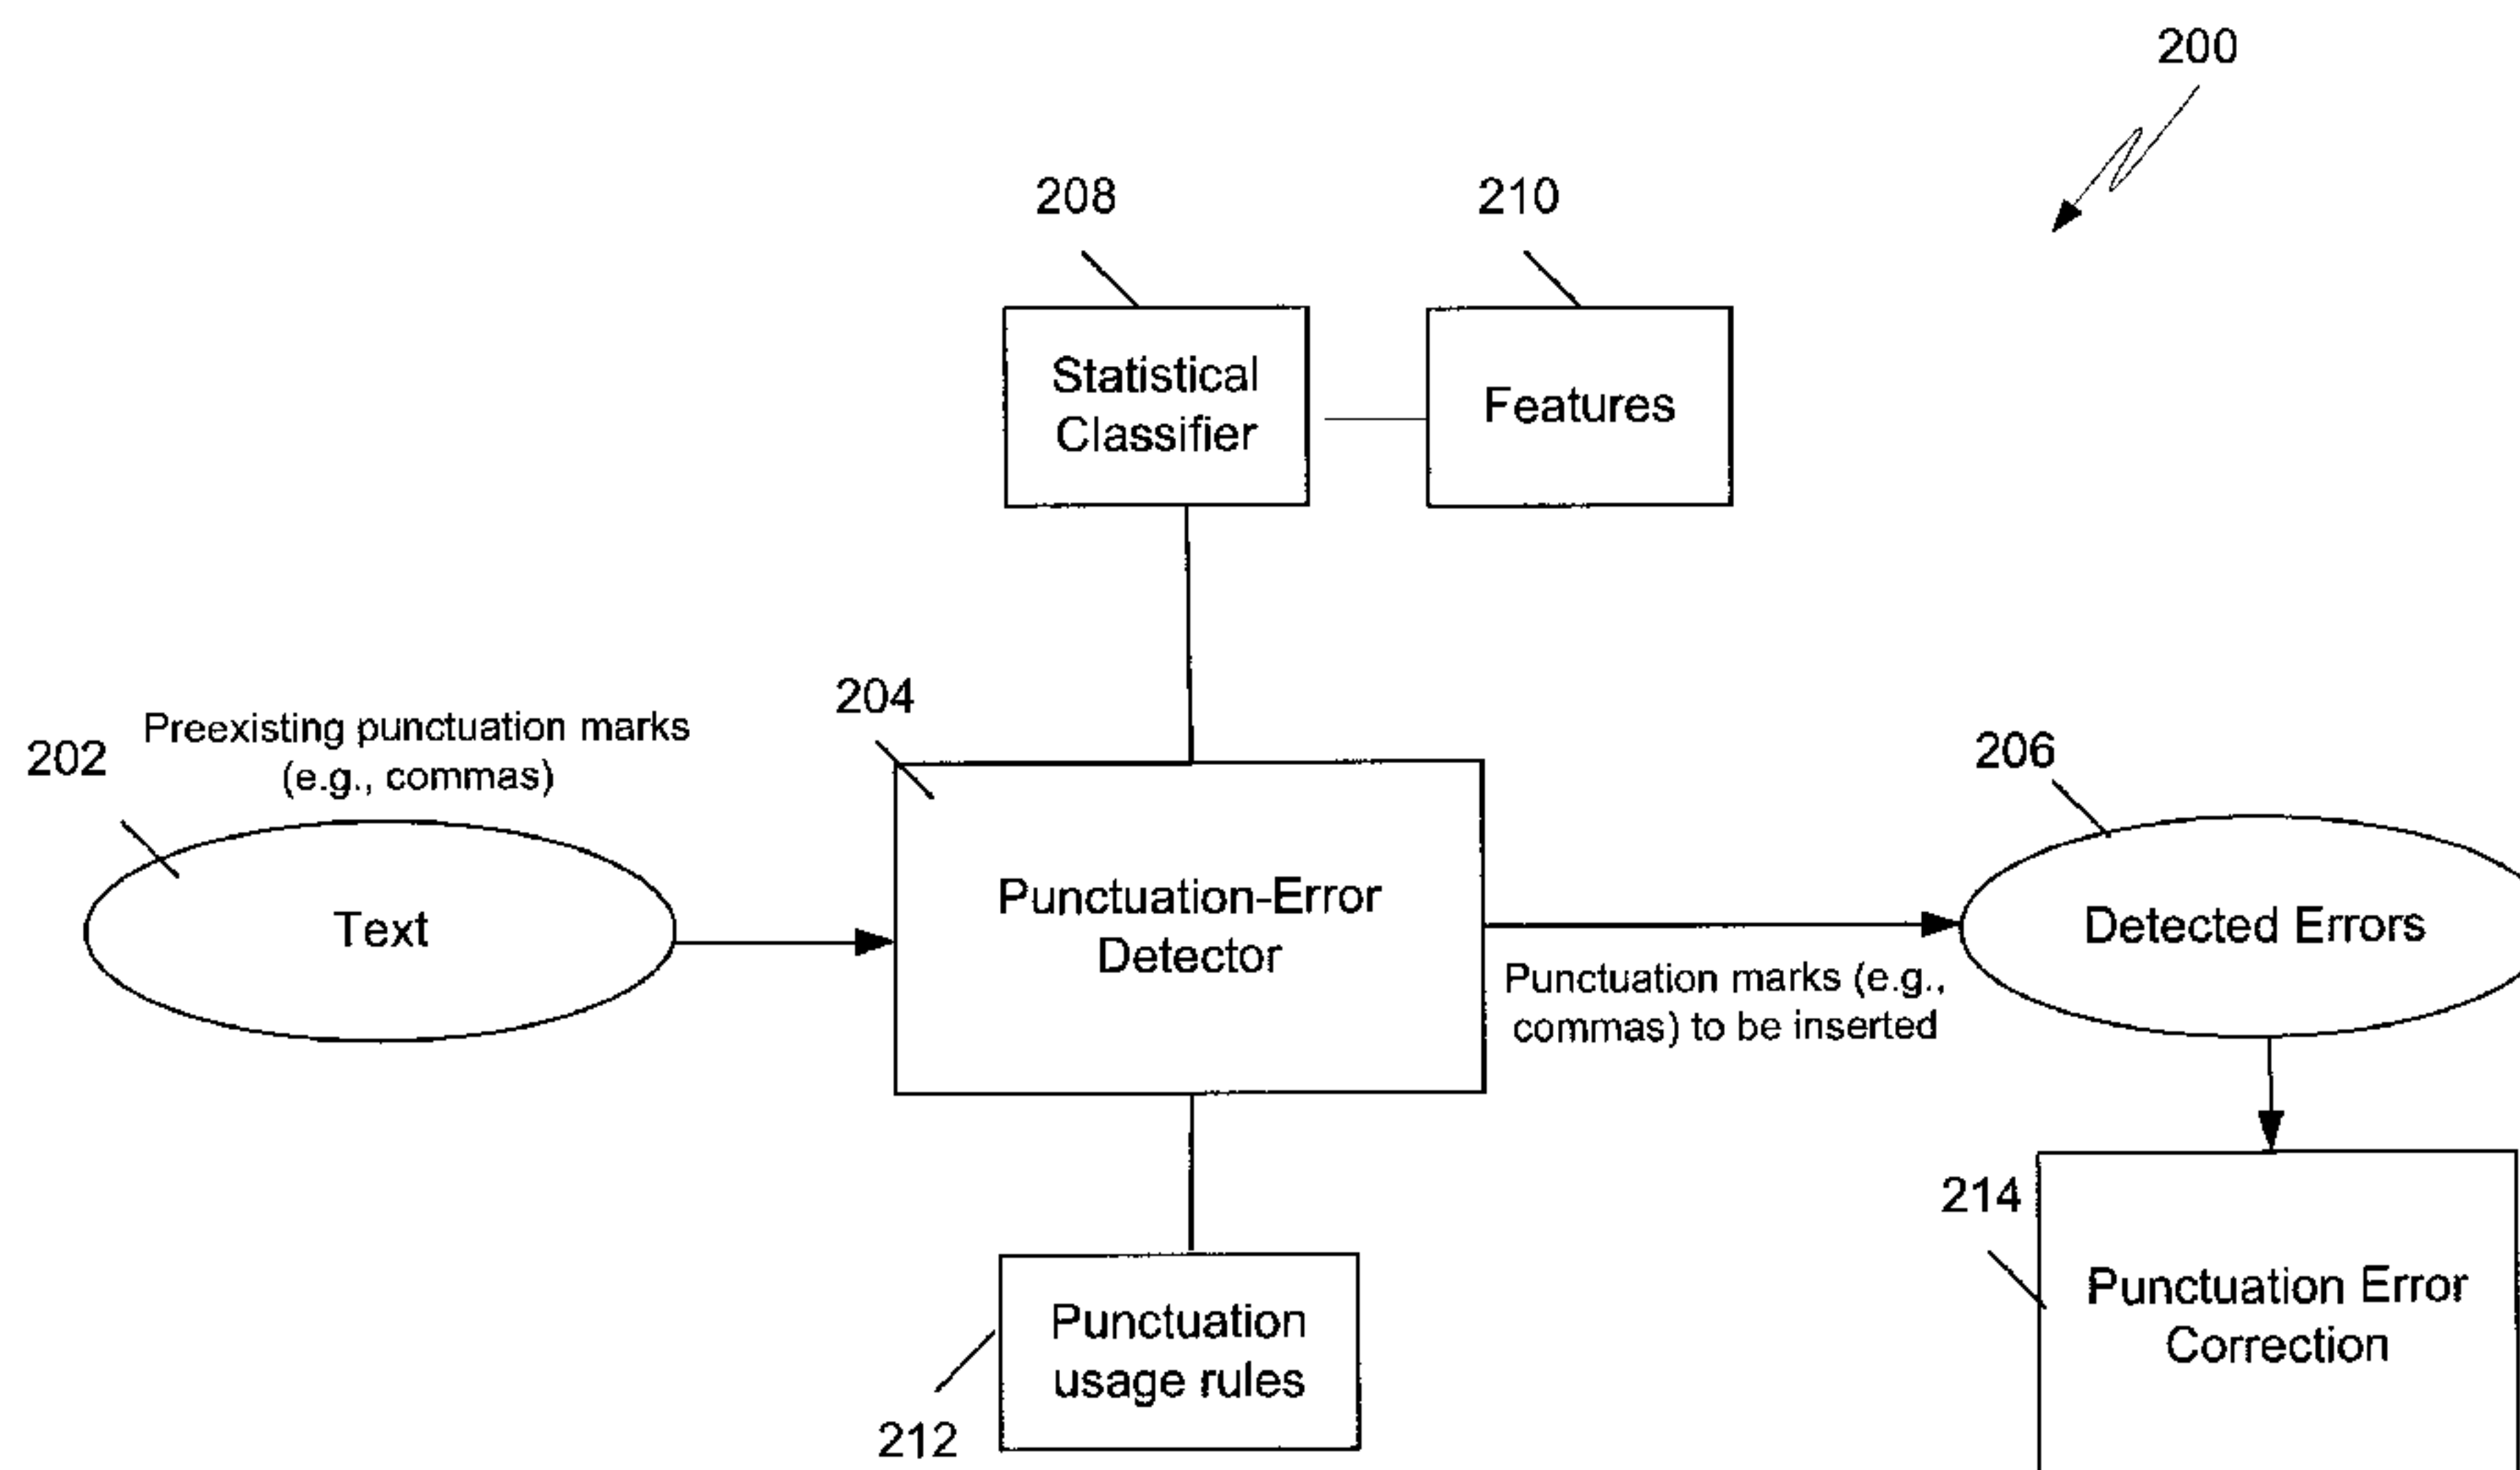 200
208
210
Statistical
Classifier
Features
204
Preexisting punctuation marks
(e.g., commas)
202
206
Text
Punctuation-Error
Detector
Detected Errors
Punctuation marks (e.g.,
commas) to be inserted
214
Punctuation Error
Correction
Punctuation
usage rules
212